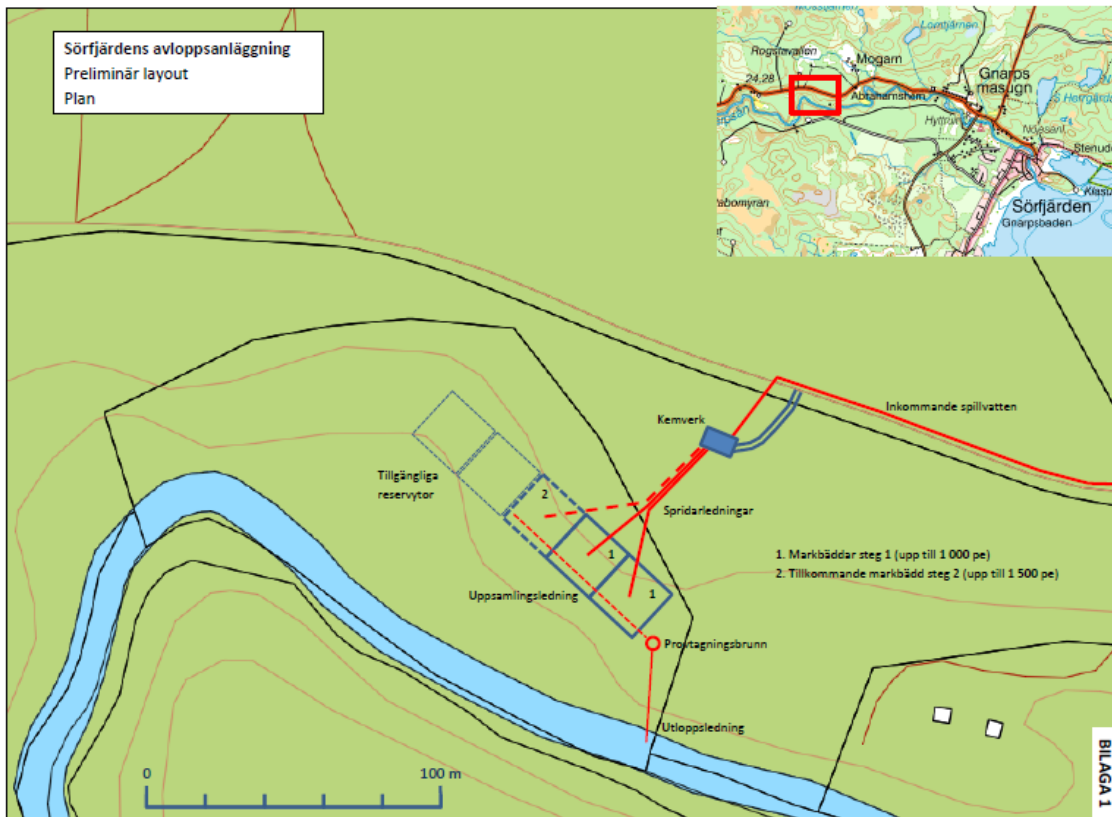 Sörfjärdens avloppsanläggning
Preliminär layout
Plan
Rogstavallen
Mogarn
24,28
Abrahamshem
Gnarps
masugn
Hyttrun
Stenud
Sörfjärden
Gnarpsbaden
Inkommande spillvatten
Kemverk
Tillgängliga
reservytor
2
Spridarledningar
1
1. Markbäddar steg 1 (upp till 1 000 pe)
2. Tillkommande markbädd steg 2 (upp till 1 500 pe)
Uppsamlingsledning
1
Provtagningsbrunn
Utloppsledning
0
100 m
BILAGA 1